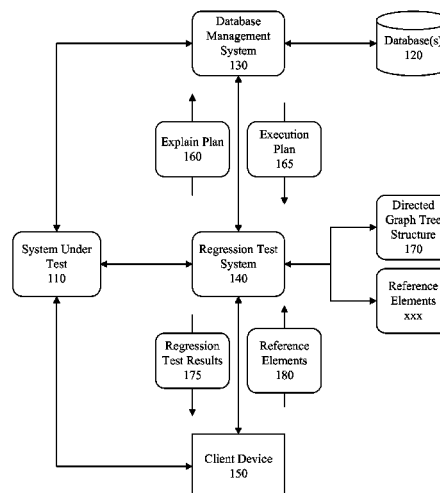 Database
Management
System
130
Database(s)
120
Explain Plan
160
Execution
Plan
165
System Under
Test
110
Regression Test
System
140
Directed
Graph Tree
Structure
170
Reference
Elements
xxx
Regression
Test Results
175
Reference
Elements
180
Client Device
150